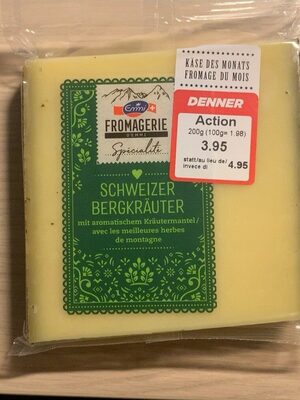 KÄSE DES MONATS
FROMAGE DU MOIS
DENNER
Action
200g (100g= 1.98)
3.95
statt/au lieu de/
invece di 4.95
Emmi
FROMAGERIE
Spécialité
SCHWEIZER
BERGKRÄUTER
mit aromatischem Kräutermantel/
avec les meilleures herbes
de montagne